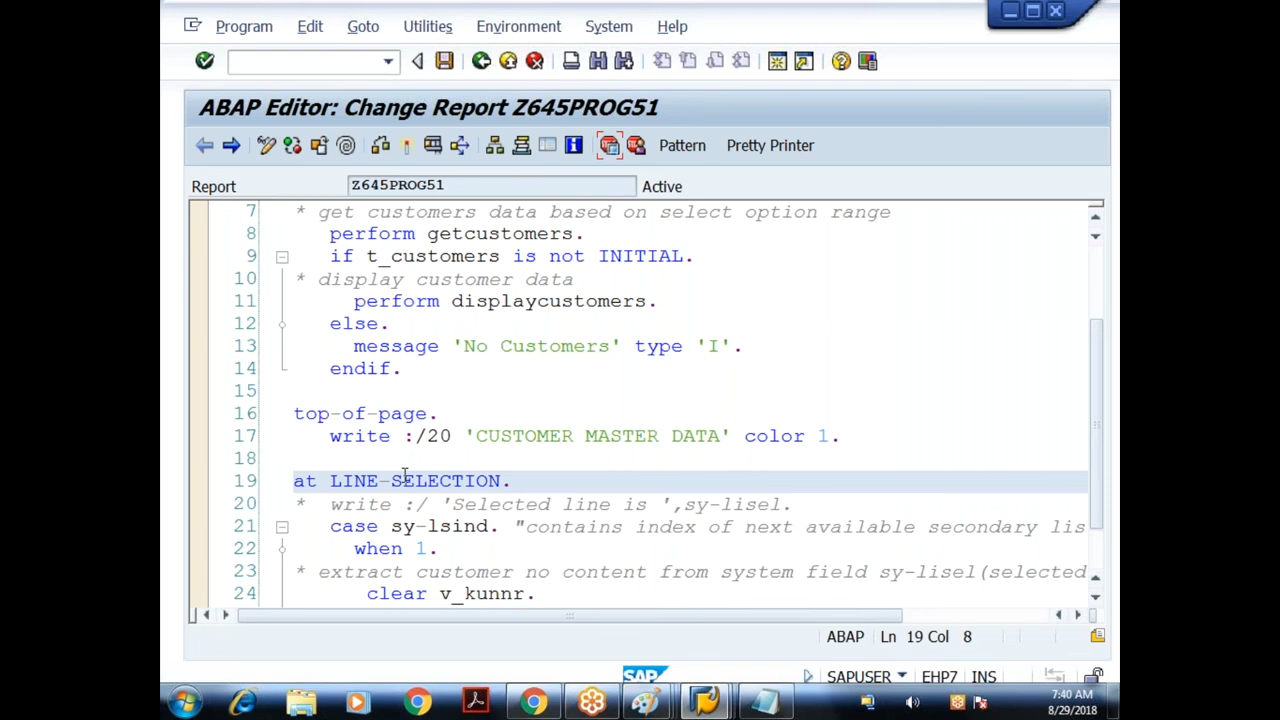 Program Edit Goto Utilities Environment System Help
ABAP Editor: Change Report Z645PROG51
Pattern Pretty Printer
Report Z645PROG51 Active
7 * get customers data based on select option range
8 perform getcustomers.
9 if t_customers is not INITIAL.
10 * display customer data
11 perform displaycustomers.
12 else.
13 message 'No Customers' type 'I'.
14 endif.
15
16 top-of-page.
17 write :/20 'CUSTOMER MASTER DATA' color 1.
18
19 at LINE-SELECTION.
20 * write :/ 'Selected line is ',sy-lisel.
21 case sy-lsind. "contains index of next available secondary lis
22 when 1.
23 * extract customer no content from system field sy-lisel(selected
24 clear v_kunnr.
ABAP Ln 19 Col 8
SAP SAPUSER EHP7 INS
7:40 AM
8/29/2018